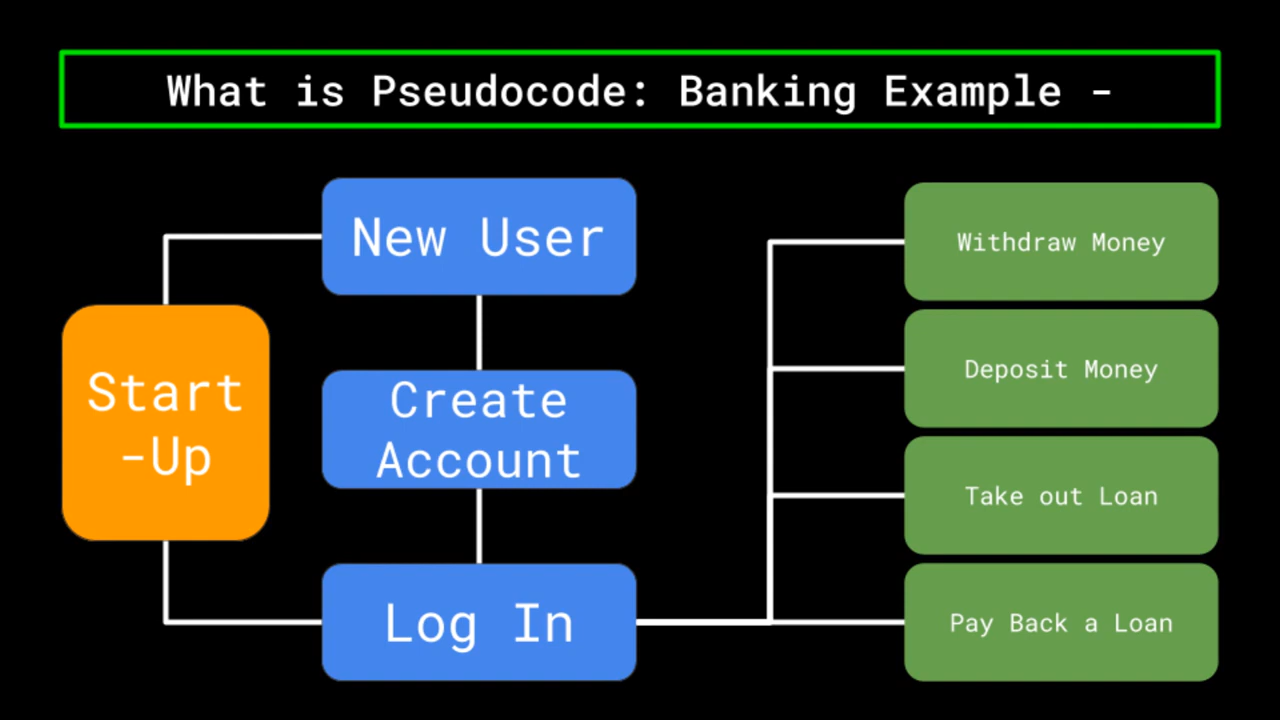 What is Pseudocode: Banking Example -
Start
-Up
New User
Create
Account
Log In
Withdraw Money
Deposit Money
Take out Loan
Pay Back a Loan